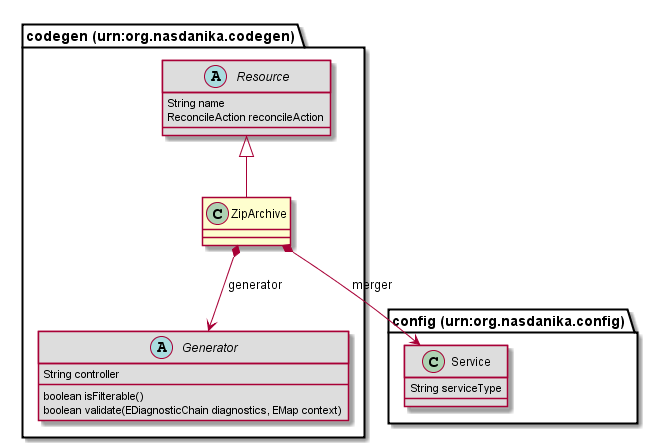 codegen (urn:org.nasdanika.codegen)
A Resource
String name
ReconcileAction reconcileAction
C ZipArchive
generator
merger
config (urn:org.nasdanika.config)
A Generator
String controller
boolean isFilterable()
boolean validate(EDiagnosticChain diagnostics, EMap context)
C Service
String serviceType